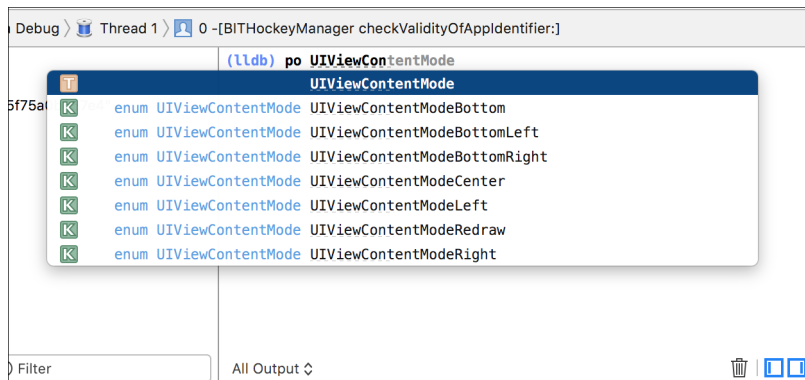 Debug 〉 Thread 1 〉 0 -[BITHockeyManager checkValidityOfAppIdentifier:]
(lldb) po UIViewContentMode
T UIViewContentMode
K enum UIViewContentMode UIViewContentModeBottom
K enum UIViewContentMode UIViewContentModeBottomLeft
K enum UIViewContentMode UIViewContentModeBottomRight
K enum UIViewContentMode UIViewContentModeCenter
K enum UIViewContentMode UIViewContentModeLeft
K enum UIViewContentMode UIViewContentModeRedraw
K enum UIViewContentMode UIViewContentModeRight
Filter
All Output